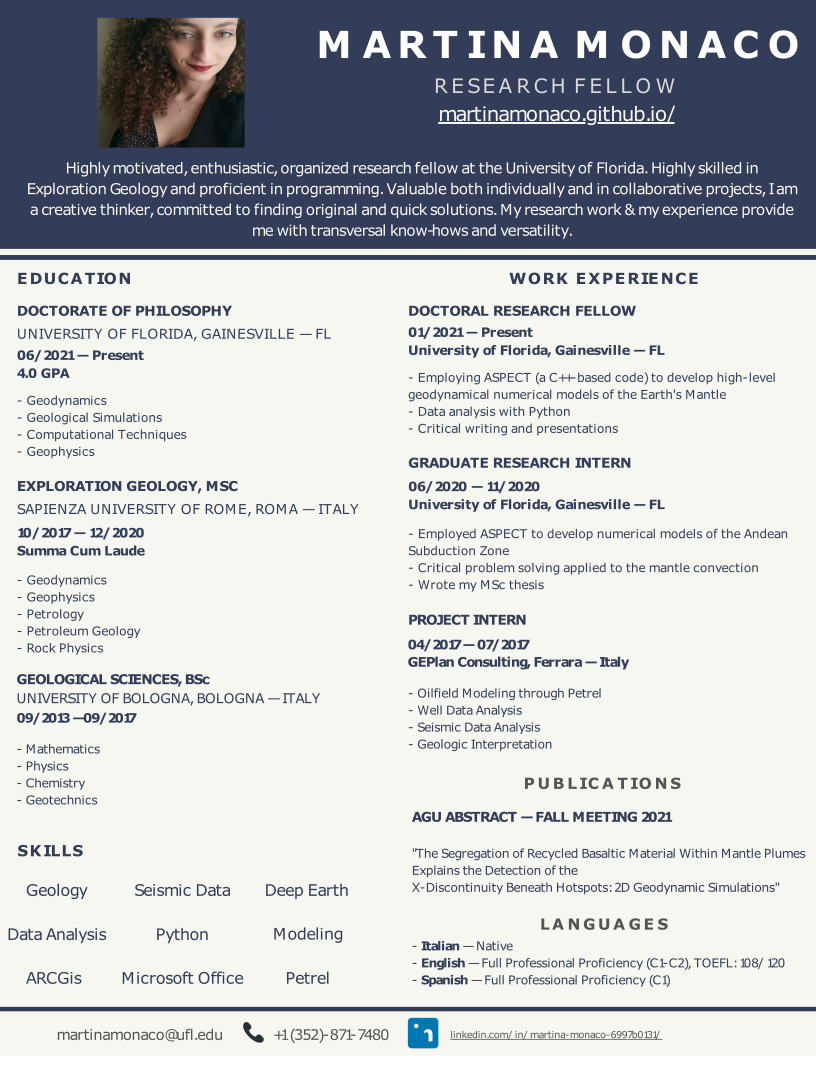 MARTINA MONACO
RESEARCH FELLOW
martinamonaco.github.io/
Highly motivated, enthusiastic, organized research fellow at the University of Florida. Highly skilled in
Exploration Geology and proficient in programming. Valuable both individually and in collaborative projects, I am
a creative thinker, committed to finding original and quick solutions. My research work & my experience provide
me with transversal know-hows and versatility.
EDUCATION
DOCTORATE OF PHILOSOPHY
UNIVERSITY OF FLORIDA, GAINESVILLE — FL
06/2021 — Present
4.0 GPA
- Geodynamics
- Geological Simulations
- Computational Techniques
- Geophysics
EXPLORATION GEOLOGY, MSC
SAPIENZA UNIVERSITY OF ROME, ROMA — ITALY
10/2017 — 12/2020
Summa Cum Laude
- Geodynamics
- Geophysics
- Petrology
- Petroleum Geology
- Rock Physics
GEOLOGICAL SCIENCES, BSc
UNIVERSITY OF BOLOGNA, BOLOGNA — ITALY
09/2013 —09/2017
- Mathematics
- Physics
- Chemistry
- Geotechnics
SKILLS
Geology Seismic Data Deep Earth
Data Analysis Python Modeling
ARCGis Microsoft Office Petrel
WORK EXPERIENCE
DOCTORAL RESEARCH FELLOW
01/2021 — Present
University of Florida, Gainesville — FL
- Employing ASPECT (a C++-based code) to develop high-level
geodynamical numerical models of the Earth's Mantle
- Data analysis with Python
- Critical writing and presentations
GRADUATE RESEARCH INTERN
06/2020 — 11/2020
University of Florida, Gainesville — FL
- Employed ASPECT to develop numerical models of the Andean
Subduction Zone
- Critical problem solving applied to the mantle convection
- Wrote my MSc thesis
PROJECT INTERN
04/2017 — 07/2017
GEPlan Consulting, Ferrara — Italy
- Oilfield Modeling through Petrel
- Well Data Analysis
- Seismic Data Analysis
- Geologic Interpretation
PUBLICATIONS
AGU ABSTRACT — FALL MEETING 2021
"The Segregation of Recycled Basaltic Material Within Mantle Plumes
Explains the Detection of the
X-Discontinuity Beneath Hotspots: 2D Geodynamic Simulations"
LANGUAGES
- Italian — Native
- English — Full Professional Proficiency (C1-C2), TOEFL: 108/120
- Spanish — Full Professional Proficiency (C1)
martinamonaco@ufl.edu +1 (352)-871-7480 in linkedin.com/in/martina-monaco-6997b0131/